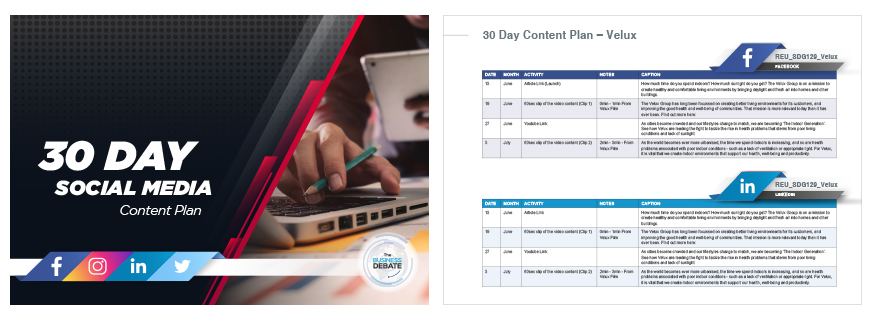 30 DAY
SOCIAL MEDIA
Content Plan
The
BUSINESS
DEBATE
30 Day Content Plan – Velux
REU_SDG129_Velux
FACEBOOK
DATE MONTH ACTIVITY NOTES CAPTION
13 June Article Link (Launch) How much time do you spend indoors? How much sunlight do you get? The Velux Group is on a mission to
create healthy and comfortable living environments by bringing daylight and fresh air into homes and other
buildings.
18 June 60sec clip of the video content (Clip 1) 0min - 1min From The Velux Group has long been focussed on creating better living environments for its customers, and
Velux Film improving the good health and well-being of communities. That mission is more relevant today than it has
ever been. Find out more here:
27 June Youtube Link As cities become crowded and our lifestyles change to match, we are becoming 'The Indoor Generation'.
See how Velux are leading the fight to tackle the rise in health problems that stems from poor living
conditions and lack of sunlight.
3 July 60sec clip of the video content (Clip 2) 2min - 3min - From As the world becomes ever more urbanised, the time we spend indoors is increasing, and so are health
Velux Film problems associated with poor indoor conditions - such as a lack of ventilation or appropriate light. For Velux,
it is vital that we create indoor environments that support our health, well-being and productivity.
in
REU_SDG129_Velux
LINKEDIN
DATE MONTH ACTIVITY NOTES CAPTION
13 June Article Link How much time do you spend indoors? How much sunlight do you get? The Velux Group is on a mission to
create healthy and comfortable living environments by bringing daylight and fresh air into homes and other
buildings.
18 June 60sec clip of the video content (Clip 1) 0min - 1min From The Velux Group has long been focussed on creating better living environments for its customers, and
Velux Film improving the good health and well-being of communities. That mission is more relevant today than it has
ever been. Find out more here:
27 June Youtube Link As cities become crowded and our lifestyles change to match, we are becoming 'The Indoor Generation'.
See how Velux are leading the fight to tackle the rise in health problems that stems from poor living
conditions and lack of sunlight.
3 July 60sec clip of the video content (Clip 2) 2min - 3min - From As the world becomes ever more urbanised, the time we spend indoors is increasing, and so are health
Velux Film problems associated with poor indoor conditions - such as a lack of ventilation or appropriate light. For Velux,
it is vital that we create indoor environments that support our health, well-being and productivity.